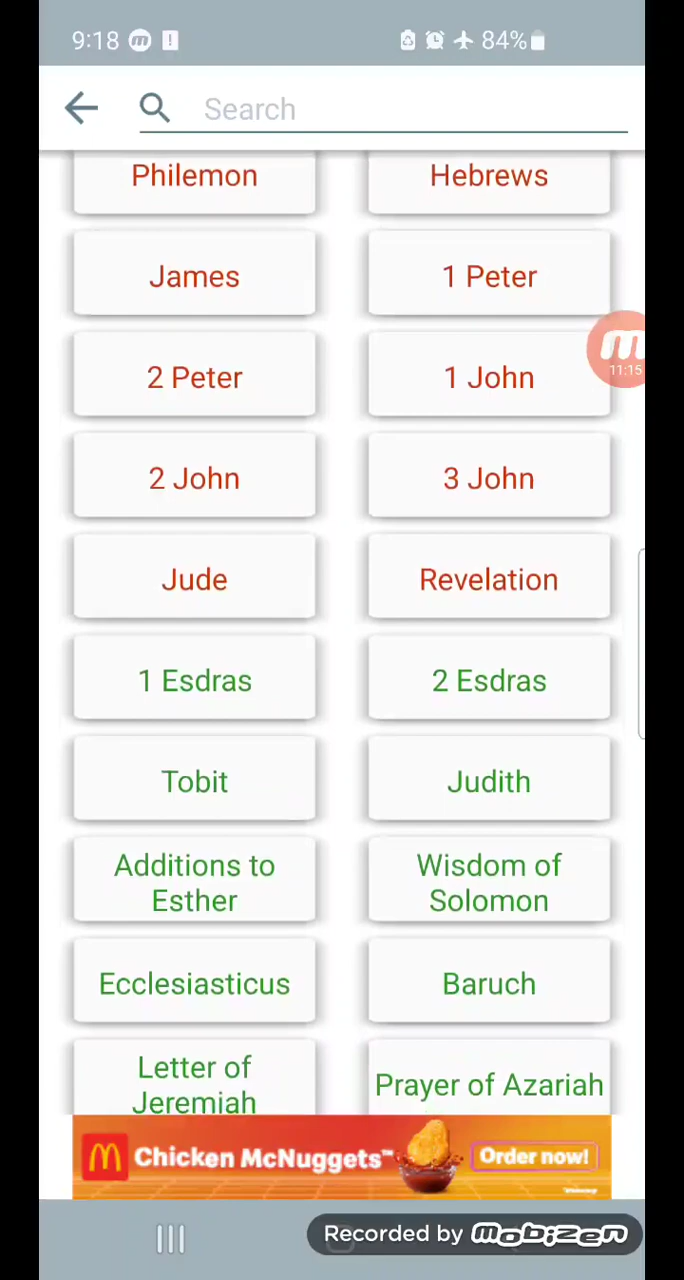 9:18
84%
Search
Philemon
Hebrews
James
1 Peter
2 Peter
1 John
11:15
2 John
3 John
Jude
Revelation
1 Esdras
2 Esdras
Tobit
Judith
Additions to
Esther
Wisdom of
Solomon
Ecclesiasticus
Baruch
Letter of
Jeremiah
Prayer of Azariah
Chicken McNuggets™
Order now!
Recorded by Mobizen